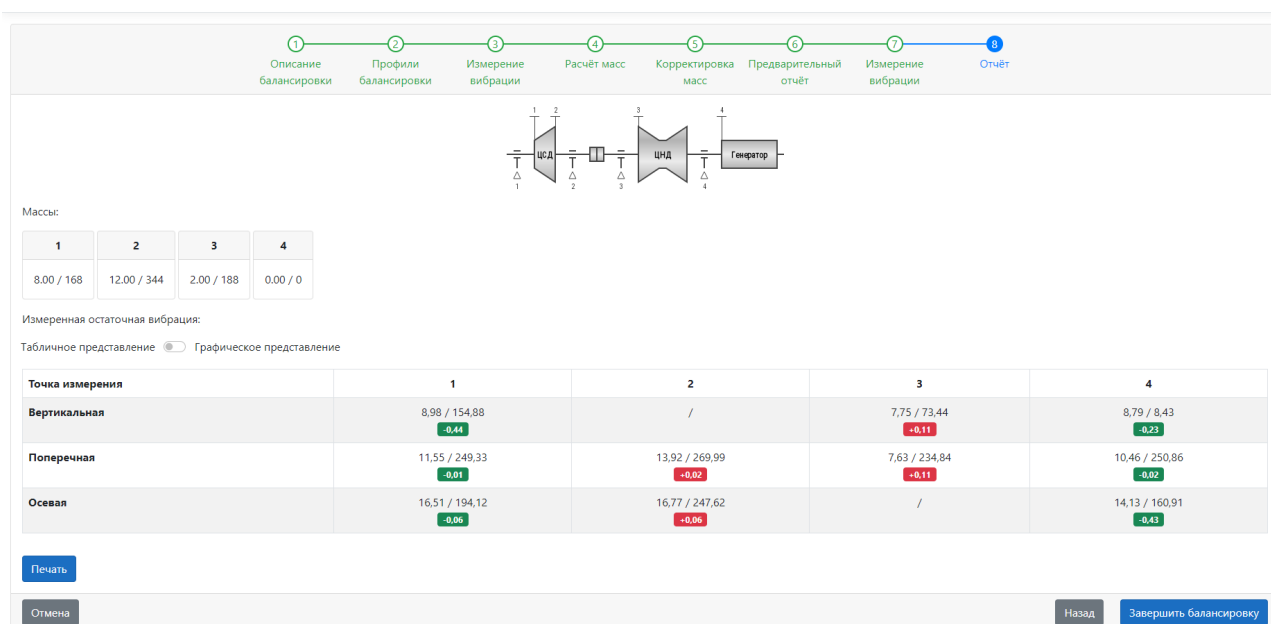 1 2 3 4 5 6 7 8
Описание балансировки
Профили балансировки
Измерение вибрации
Расчёт масс
Корректировка масс
Предварительный отчёт
Измерение вибрации
Отчёт
1 2 3 4
ЦСД ЦНД Генератор
1 2 3 4
Массы:
1 2 3 4
8.00 / 168 12.00 / 344 2.00 / 188 0.00 / 0
Измеренная остаточная вибрация:
Табличное представление Графическое представление
Точка измерения 1 2 3 4
Вертикальная 8,98 / 154,88 / 7,75 / 73,44 8,79 / 8,43
-0,44 +0,11 -0,23
Поперечная 11,55 / 249,33 13,92 / 269,99 7,63 / 234,84 10,46 / 250,86
-0,01 +0,02 +0,11 -0,02
Осевая 16,51 / 194,12 16,77 / 247,62 / 14,13 / 160,91
-0,06 +0,06 -0,43
Печать
Отмена Назад Завершить балансировку